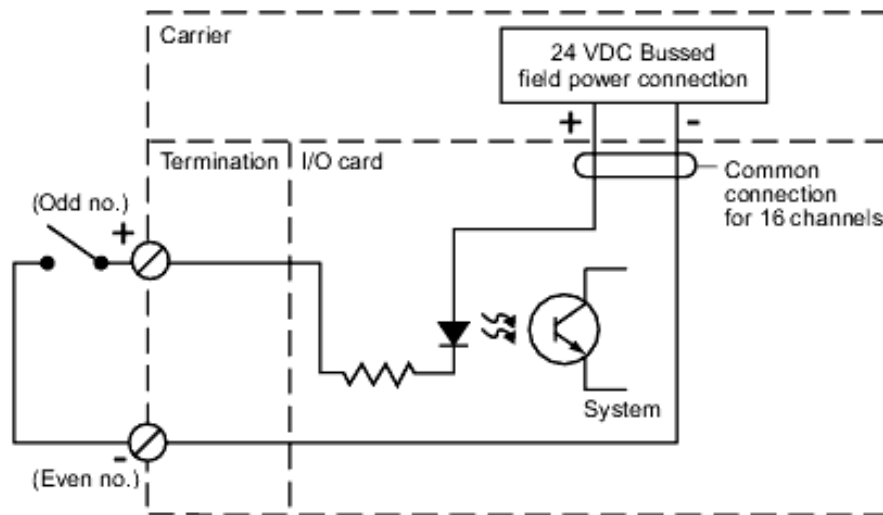 Carrier
24 VDC Bussed
field power connection
+ -
Termination
I/O card
Common
connection
for 16 channels
(Odd no.)
+
System
-
(Even no.)